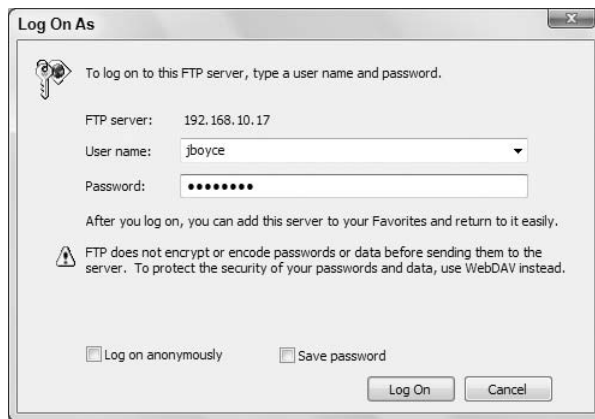 Log On As
To log on to this FTP server, type a user name and password.
FTP server: 192.168.10.17
User name: jboyce
Password: ••••••••
After you log on, you can add this server to your Favorites and return to it easily.
FTP does not encrypt or encode passwords or data before sending them to the
server. To protect the security of your passwords and data, use WebDAV instead.
Log on anonymously Save password
Log On Cancel